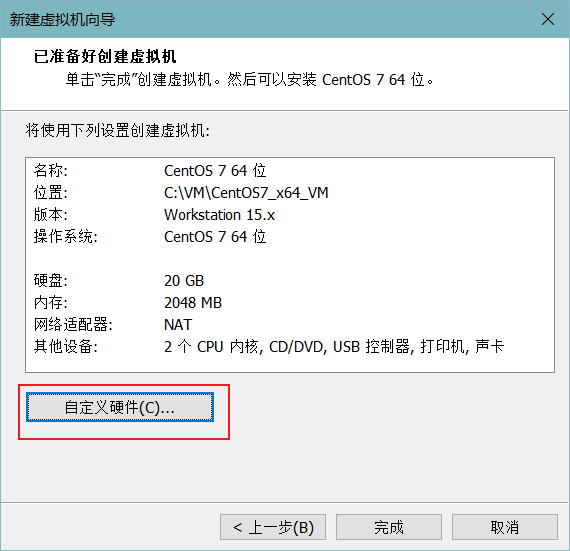 新建虚拟机向导
已准备好创建虚拟机
单击“完成”创建虚拟机。然后可以安装 CentOS 7 64 位。
将使用下列设置创建虚拟机:
名称: CentOS 7 64 位
位置: C:\VM\CentOS7_x64_VM
版本: Workstation 15.x
操作系统: CentOS 7 64 位
硬盘: 20 GB
内存: 2048 MB
网络适配器: NAT
其他设备: 2 个 CPU 内核, CD/DVD, USB 控制器, 打印机, 声卡
自定义硬件(C)...
< 上一步(B) 完成 取消